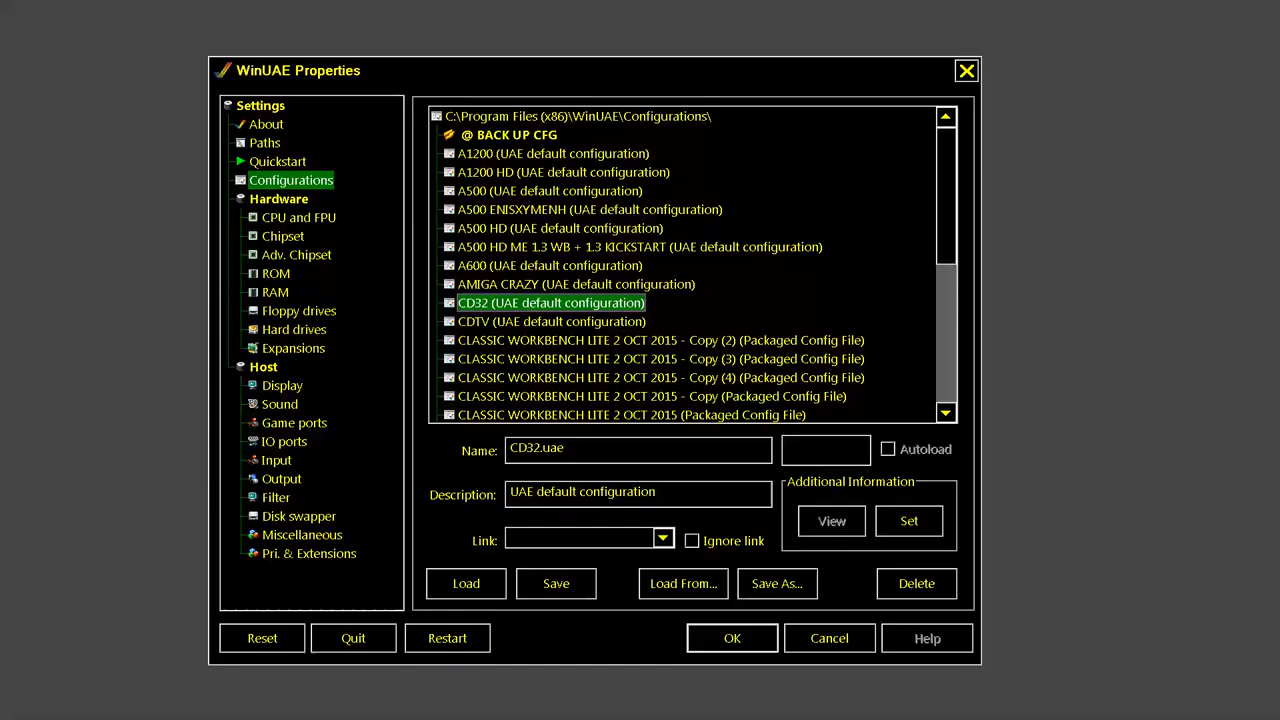 WinUAE Properties
Settings
About
Paths
Quickstart
Configurations
Hardware
CPU and FPU
Chipset
Adv. Chipset
ROM
RAM
Floppy drives
Hard drives
Expansions
Host
Display
Sound
Game ports
IO ports
Input
Output
Filter
Disk swapper
Miscellaneous
Pri. & Extensions
C:\Program Files (x86)\WinUAE\Configurations\
@ BACK UP CFG
A1200 (UAE default configuration)
A1200 HD (UAE default configuration)
A500 (UAE default configuration)
A500 ENISXYMENH (UAE default configuration)
A500 HD (UAE default configuration)
A500 HD ME 1.3 WB + 1.3 KICKSTART (UAE default configuration)
A600 (UAE default configuration)
AMIGA CRAZY (UAE default configuration)
CD32 (UAE default configuration)
CDTV (UAE default configuration)
CLASSIC WORKBENCH LITE 2 OCT 2015 - Copy (2) (Packaged Config File)
CLASSIC WORKBENCH LITE 2 OCT 2015 - Copy (3) (Packaged Config File)
CLASSIC WORKBENCH LITE 2 OCT 2015 - Copy (4) (Packaged Config File)
CLASSIC WORKBENCH LITE 2 OCT 2015 - Copy (Packaged Config File)
CLASSIC WORKBENCH LITE 2 OCT 2015 (Packaged Config File)
Name: CD32.uae
Autoload
Description: UAE default configuration
Additional Information
View Set
Link:
Ignore link
Load Save Load From... Save As... Delete
Reset Quit Restart OK Cancel Help